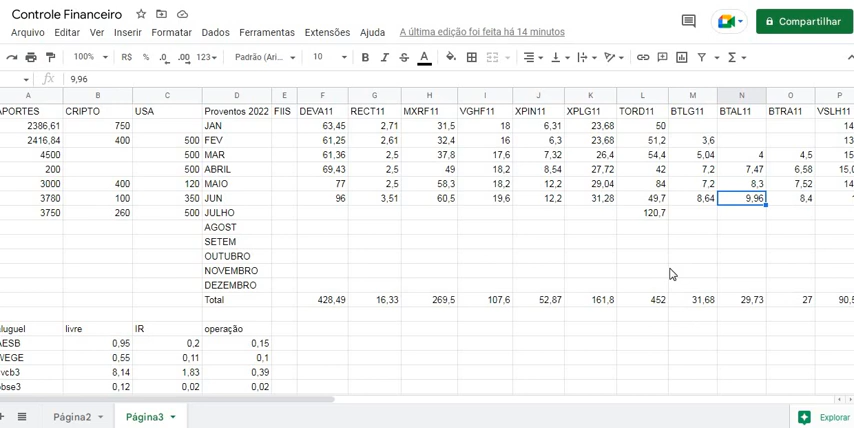 Controle Financeiro
Arquivo Editar Ver Inserir Formatar Dados Ferramentas Extensões Ajuda A última edição foi feita há 14 minutos
Compartilhar
100% R$ % .0 .00 123 Padrão (Ari... 10 B I S A
fx 9,96
A B C D E F G H I J K L M N O P
APORTES CRIPTO USA Proventos 2022 FIIS DEVA11 RECT11 MXRF11 VGHF11 XPIN11 XPLG11 TORD11 BTLG11 BTAL11 BTRA11 VSLH11
2386,61 750 JAN 63,45 2,71 31,5 18 6,31 23,68 50 14
2416,84 400 500 FEV 61,25 2,61 32,4 16 6,3 23,68 51,2 3,6 13
4500 500 MAR 61,36 2,5 37,8 17,6 7,32 26,4 54,4 5,04 4 4,5 15
200 500 ABRIL 69,43 2,5 49 18,2 8,54 27,72 42 7,2 7,47 6,58 15,0
3000 400 120 MAIO 77 2,5 58,3 18,2 12,2 29,04 84 7,2 8,3 7,52 14
3780 100 350 JUN 96 3,51 60,5 19,6 12,2 31,28 49,7 8,64 9,96 8,4
3750 260 500 JULHO 120,7
AGOST
SETEM
OUTUBRO
NOVEMBRO
DEZEMBRO
Total 428,49 16,33 269,5 107,6 52,87 161,8 452 31,68 29,73 27 90,5
aluguel livre IR operação
AESB 0,95 0,2 0,15
WEGE 0,55 0,11 0,1
vcb3 8,14 1,83 0,39
obse3 0,12 0,02 0,02
Página2 Página3 Explorar